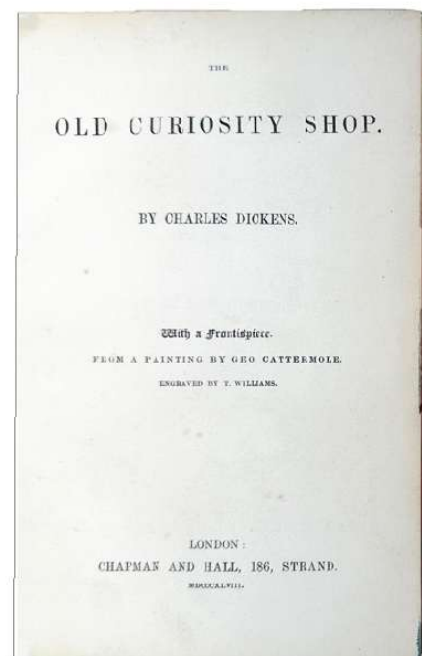 THE
OLD CURIOSITY SHOP.
BY CHARLES DICKENS.
With a Frontispiece.
FROM A PAINTING BY GEO CATTERMOLE.
ENGRAVED BY T. WILLIAMS.
LONDON:
CHAPMAN AND HALL, 186, STRAND.
MDCCCXLVIII.